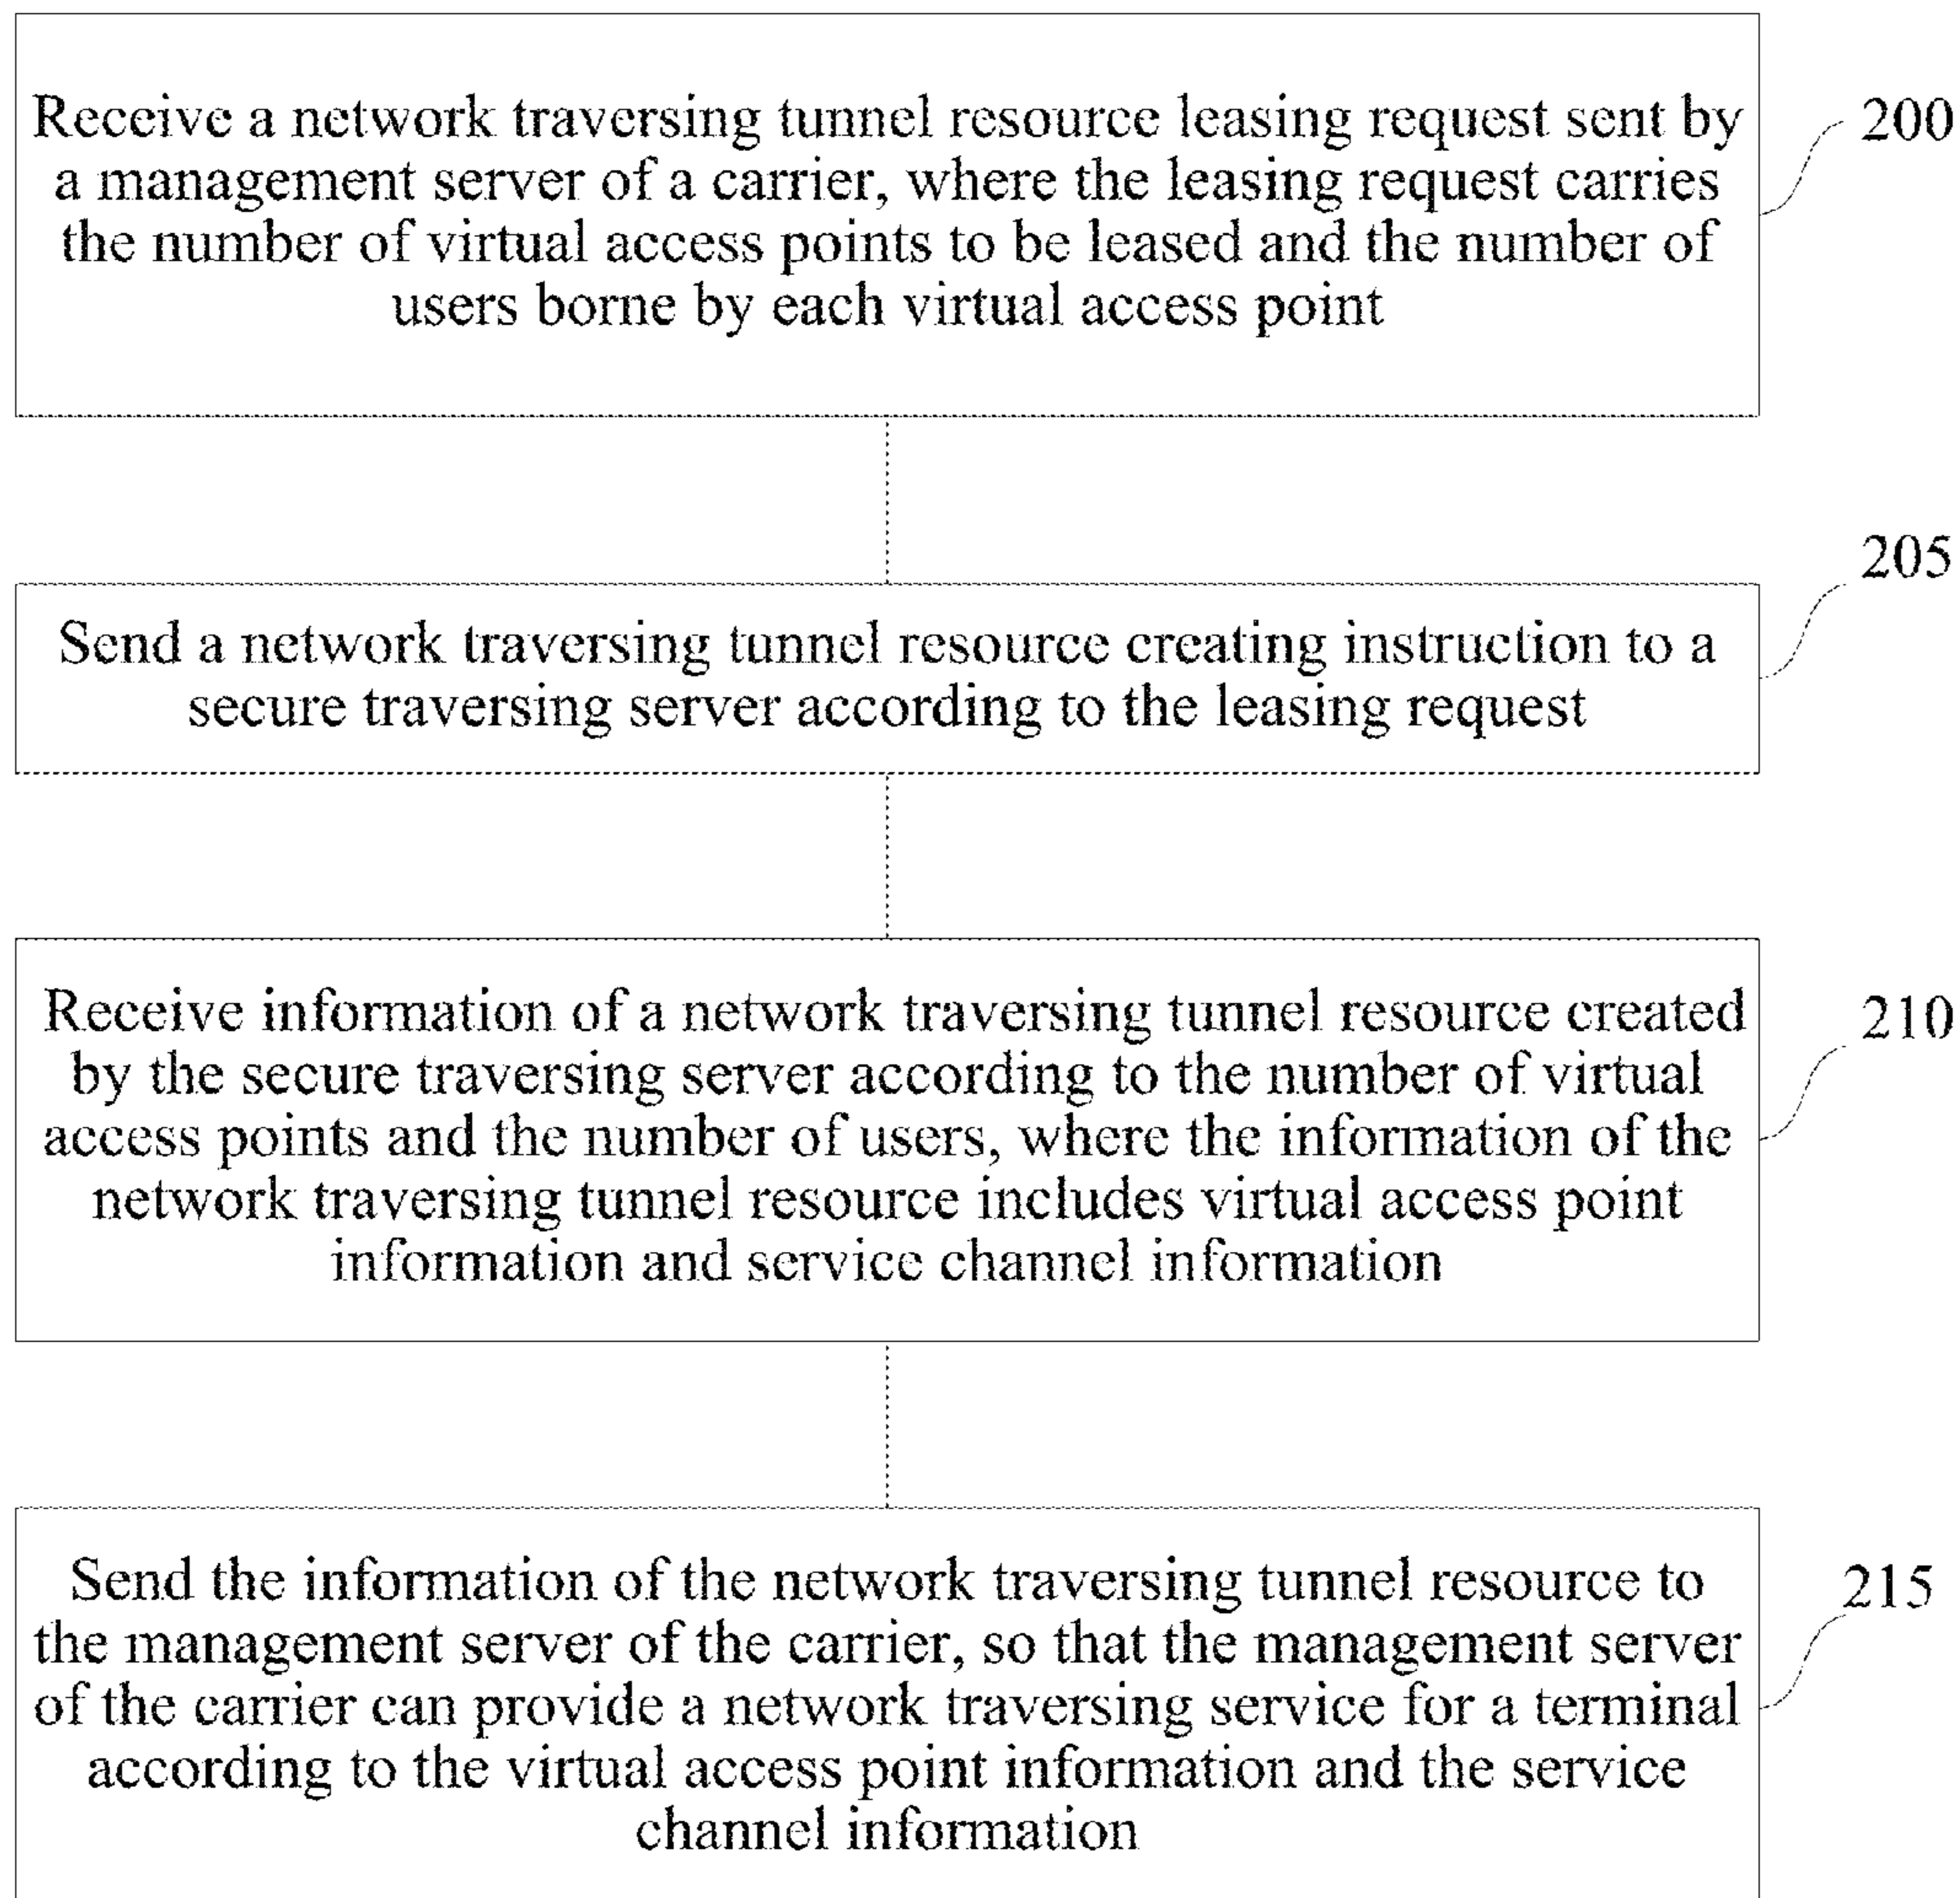 Receive a network traversing tunnel resource leasing request sent by
a management server of a carrier, where the leasing request carries
the number of virtual access points to be leased and the number of
users borne by each virtual access point
200
205
Send a network traversing tunnel resource creating instruction to a
secure traversing server according to the leasing request
Receive information of a network traversing tunnel resource created
by the secure traversing server according to the number of virtual
access points and the number of users, where the information of the
network traversing tunnel resource includes virtual access point
information and service channel information
210
Send the information of the network traversing tunnel resource to
the management server of the carrier, so that the management server
of the carrier can provide a network traversing service for a terminal
according to the virtual access point information and the service
channel information
215